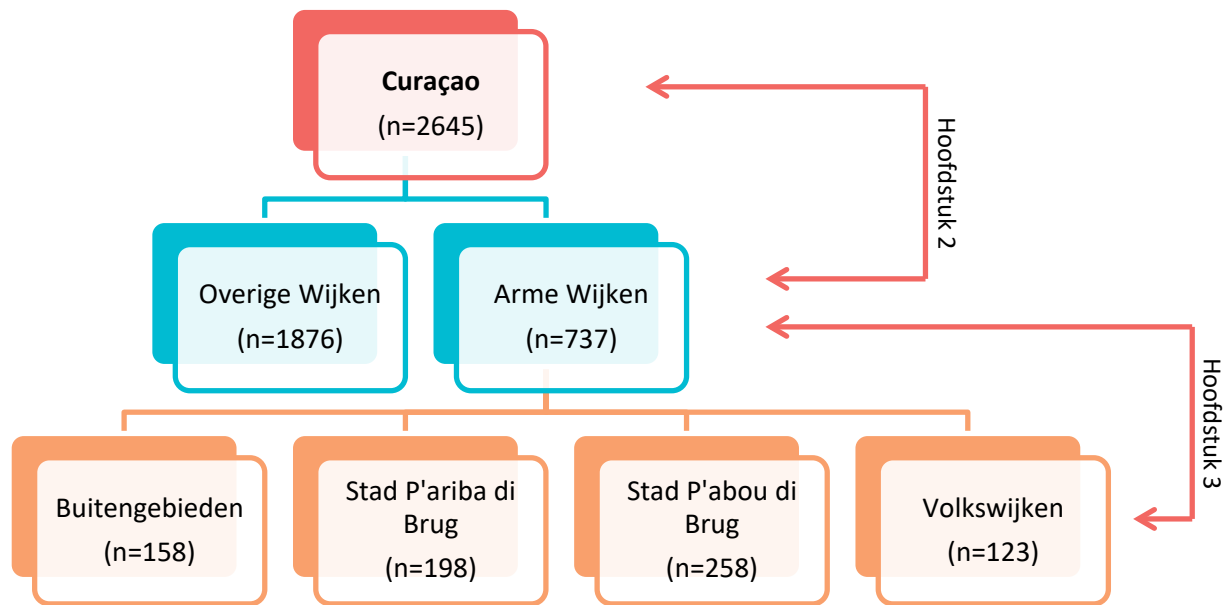 Curaçao
(n=2645)
Hoofdstuk 2
Overige Wijken
(n=1876)
Arme Wijken
(n=737)
Hoofdstuk 3
Buitengebieden
(n=158)
Stad P'ariba di
Brug
(n=198)
Stad P'abou di
Brug
(n=258)
Volkswijken
(n=123)